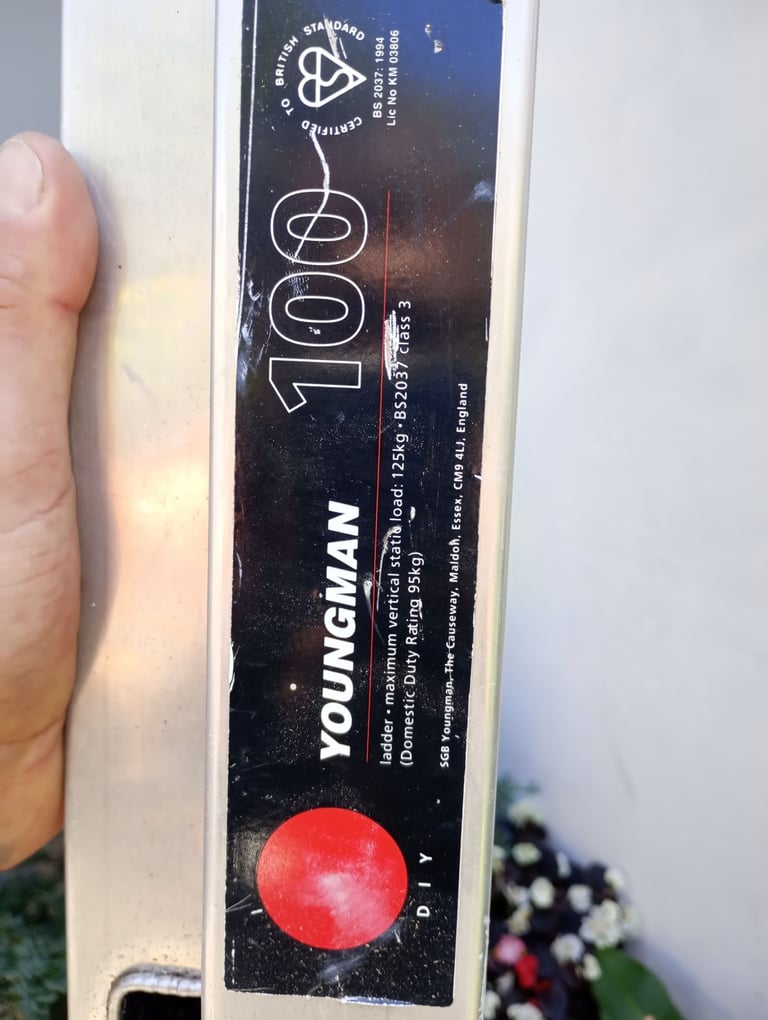 DIY
YOUNGMAN 100
ladder • maximum vertical static load: 125kg • BS2037 class 3
(Domestic Duty Rating 95kg)
SGB Youngman, The Causeway, Maldon, Essex, CM9 4LJ, England
CERTIFIED TO BRITISH STANDARD
BS 2037: 1994
Lic No KM 03806